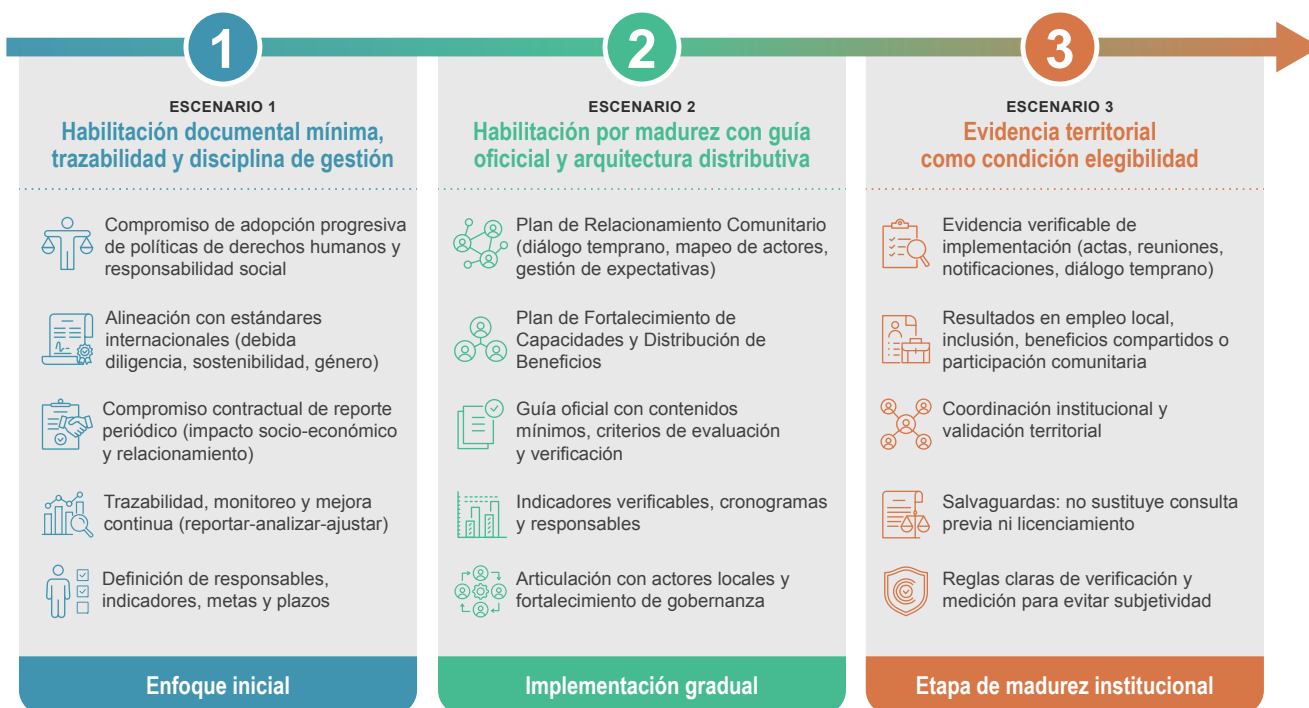 1
ESCENARIO 1
Habilitación documental mínima,
trazabilidad y disciplina de gestión
Compromiso de adopción progresiva
de políticas de derechos humanos y
responsabilidad social
Alineación con estándares
internacionales (debida
diligencia, sostenibilidad, género)
Compromiso contractual de reporte
periódico (impacto socio-económico
y relacionamiento)
Trazabilidad, monitoreo y mejora
continua (reportar-analizar-ajustar)
Definición de responsables,
indicadores, metas y plazos
Enfoque inicial
2
ESCENARIO 2
Habilitación por madurez con guía
oficicial y arquitectura distributiva
Plan de Relacionamiento Comunitario
(diálogo temprano, mapeo de actores,
gestión de expectativas)
Plan de Fortalecimiento de
Capacidades y Distribución de
Beneficios
Guía oficial con contenidos
mínimos, criterios de evaluación
y verificación
Indicadores verificables, cronogramas
y responsables
Articulación con actores locales y
fortalecimiento de gobernanza
Implementación gradual
3
ESCENARIO 3
Evidencia territorial
como condición elegibilidad
Evidencia verificable de
implementación (actas, reuniones,
notificaciones, diálogo temprano)
Resultados en empleo local,
inclusión, beneficios compartidos o
participación comunitaria
Coordinación institucional y
validación territorial
Salvaguardas: no sustituye consulta
previa ni licenciamiento
Reglas claras de verificación y
medición para evitar subjetividad
Etapa de madurez institucional